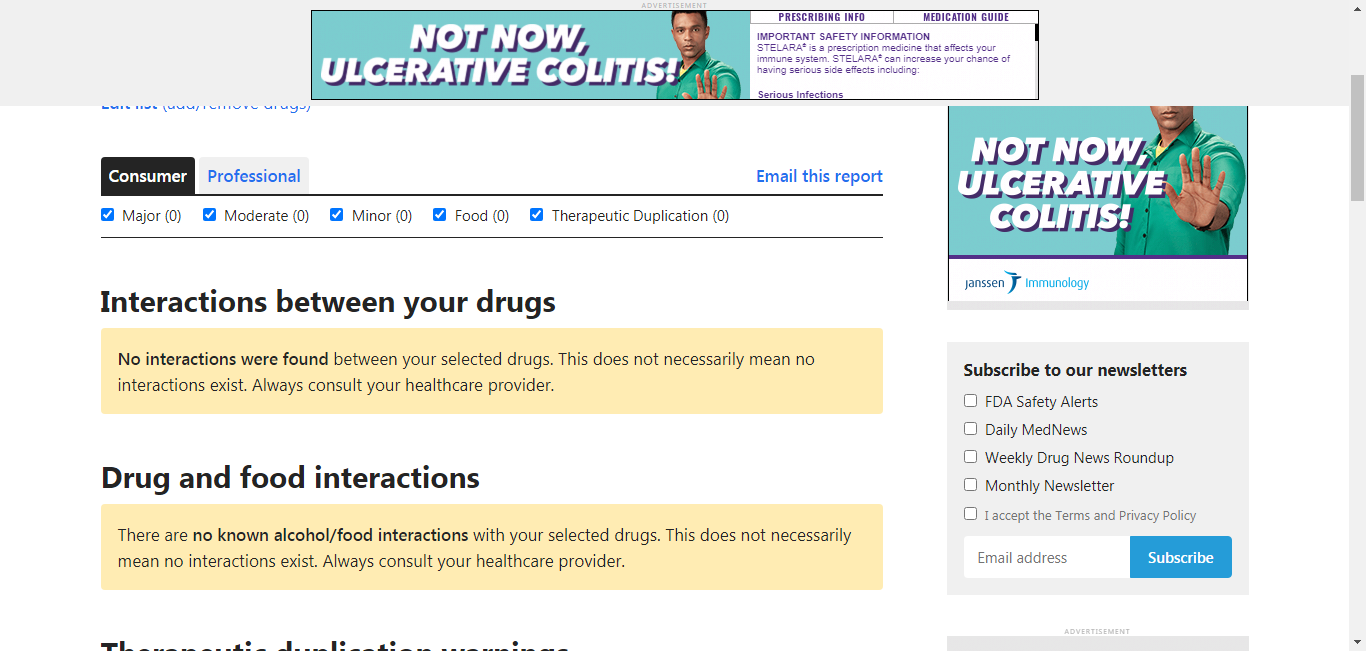 ADVERTISEMENT
NOT NOW,
ULCERATIVE COLITIS!
PRESCRIBING INFO
MEDICATION GUIDE
IMPORTANT SAFETY INFORMATION
STELARA® is a prescription medicine that affects your
immune system. STELARA® can increase your chance of
having serious side effects including:
Serious Infections
Edit list (add/remove drugs)
Consumer
Professional
Email this report
Major (0)
Moderate (0)
Minor (0)
Food (0)
Therapeutic Duplication (0)
Interactions between your drugs
No interactions were found between your selected drugs. This does not necessarily mean no
interactions exist. Always consult your healthcare provider.
Drug and food interactions
There are no known alcohol/food interactions with your selected drugs. This does not necessarily
mean no interactions exist. Always consult your healthcare provider.
Therapeutic duplication warnings
NOT NOW,
ULCERATIVE
COLITIS!
janssen Immunology
Subscribe to our newsletters
FDA Safety Alerts
Daily MedNews
Weekly Drug News Roundup
Monthly Newsletter
I accept the Terms and Privacy Policy
Email address
Subscribe
ADVERTISEMENT